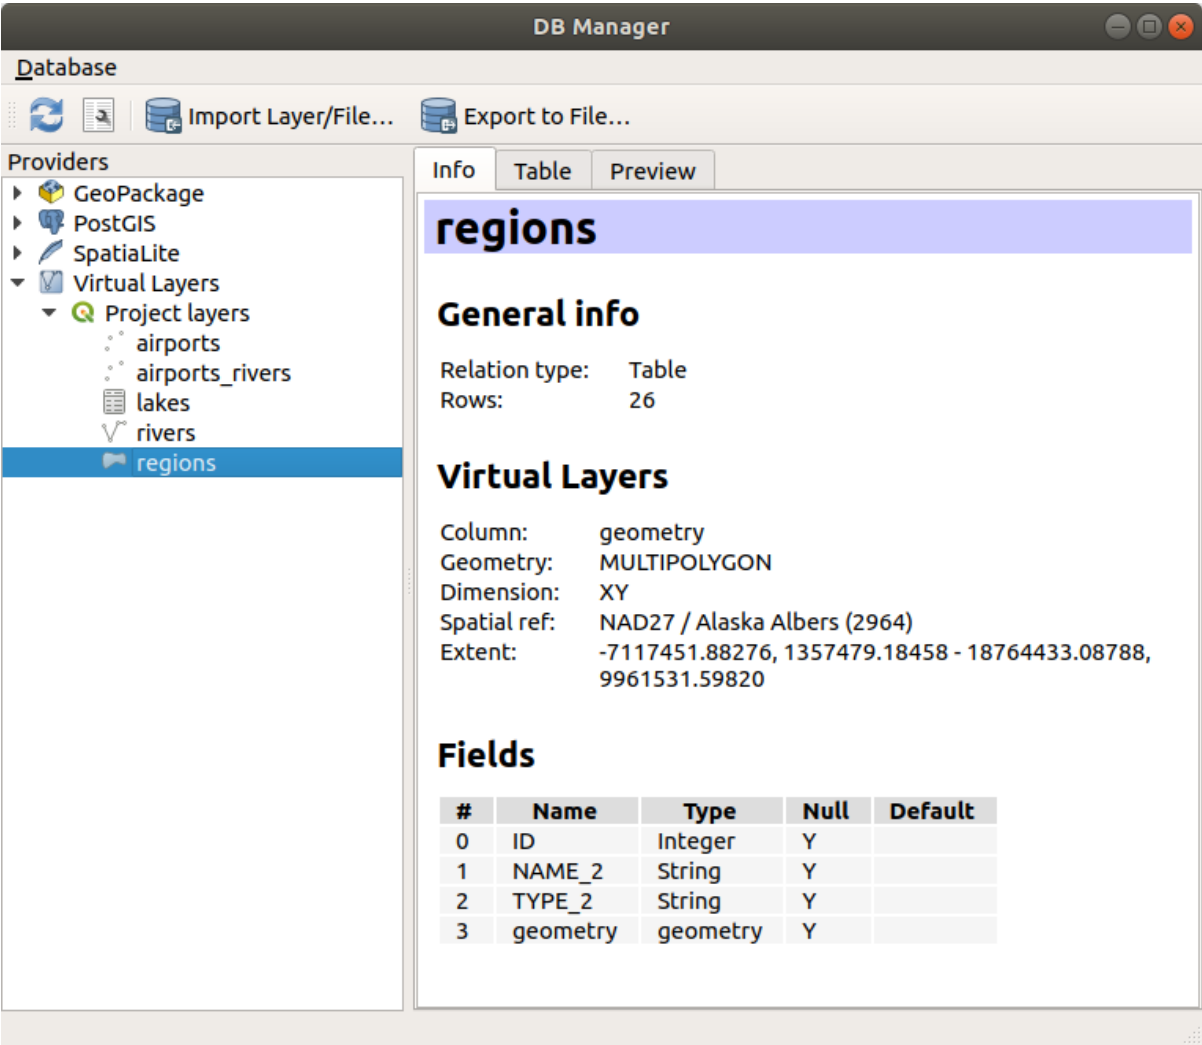 DB Manager
Database
Import Layer/File... Export to File...
Providers
GeoPackage
PostGIS
SpatiaLite
Virtual Layers
Project layers
airports
airports_rivers
lakes
rivers
regions
Info Table Preview
regions
General info
Relation type: Table
Rows: 26
Virtual Layers
Column: geometry
Geometry: MULTIPOLYGON
Dimension: XY
Spatial ref: NAD27 / Alaska Albers (2964)
Extent: -7117451.88276, 1357479.18458 - 18764433.08788,
9961531.59820
Fields
# Name Type Null Default
0 ID Integer Y
1 NAME_2 String Y
2 TYPE_2 String Y
3 geometry geometry Y